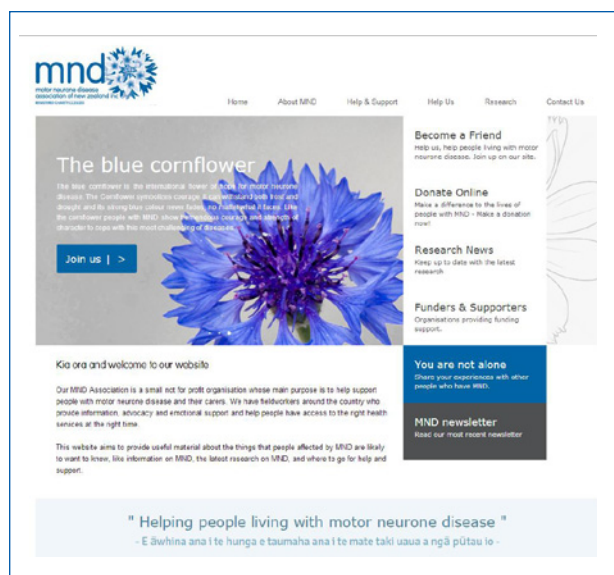 mnd
motor neurone disease
association of new zealand inc
Home About MND Help & Support Help Us Research Contact Us
The blue cornflower
The blue cornflower is the international flower of hope for motor neurone
disease. The Cornflower symbolises courage it can withstand both frost and
drought and its strong blue colour never fades, no matter what it faces. Like
the cornflower people with MND show tremendous courage and strength of
character to cope with this most challenging of diseases.
Join us | >
Become a Friend
Help us, help people living with motor
neurone disease. Join up on our site.
Donate Online
Make a difference to the lives of
people with MND - Make a donation
now!
Research News
Keep up to date with the latest
research
Funders & Supporters
Organisations providing funding
support.
You are not alone
Share your experiences with other
people who have MND.
MND newsletter
Read our most recent newsletter
Kia ora and welcome to our website
Our MND Association is a small not for profit organisation whose main purpose is to help support
people with motor neurone disease and their carers. We have fieldworkers around the country who
provide information, advocacy and emotional support and help people have access to the right health
services at the right time.
This website aims to provide useful material about the things that people affected by MND are likely
to want to know, like information on MND, the latest research on MND, and where to go for help and
support.
" Helping people living with motor neurone disease "
- E āwhina ana i te hunga e taumaha ana i te mate taki uaua a ngā pūtau io -